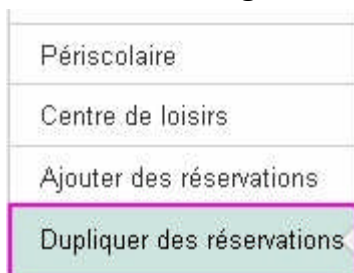 Périscolaire
Centre de loisirs
Ajouter des réservations
Dupliquer des réservations